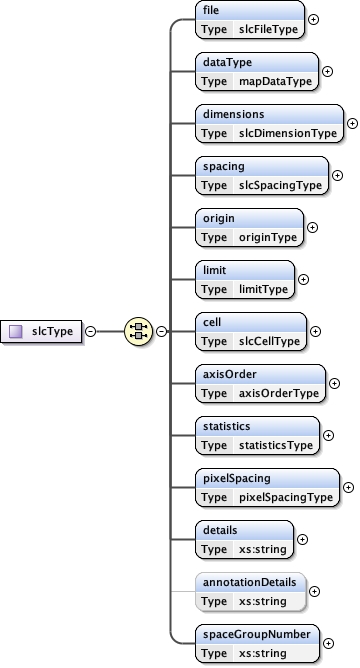 file
Type slcFileType
dataType
Type mapDataType
dimensions
Type slcDimensionType
spacing
Type slcSpacingType
origin
Type originType
limit
Type limitType
slcType
cell
Type slcCellType
axisOrder
Type axisOrderType
statistics
Type statisticsType
pixelSpacing
Type pixelSpacingType
details
Type xs:string
annotationDetails
Type xs:string
spaceGroupNumber
Type xs:string